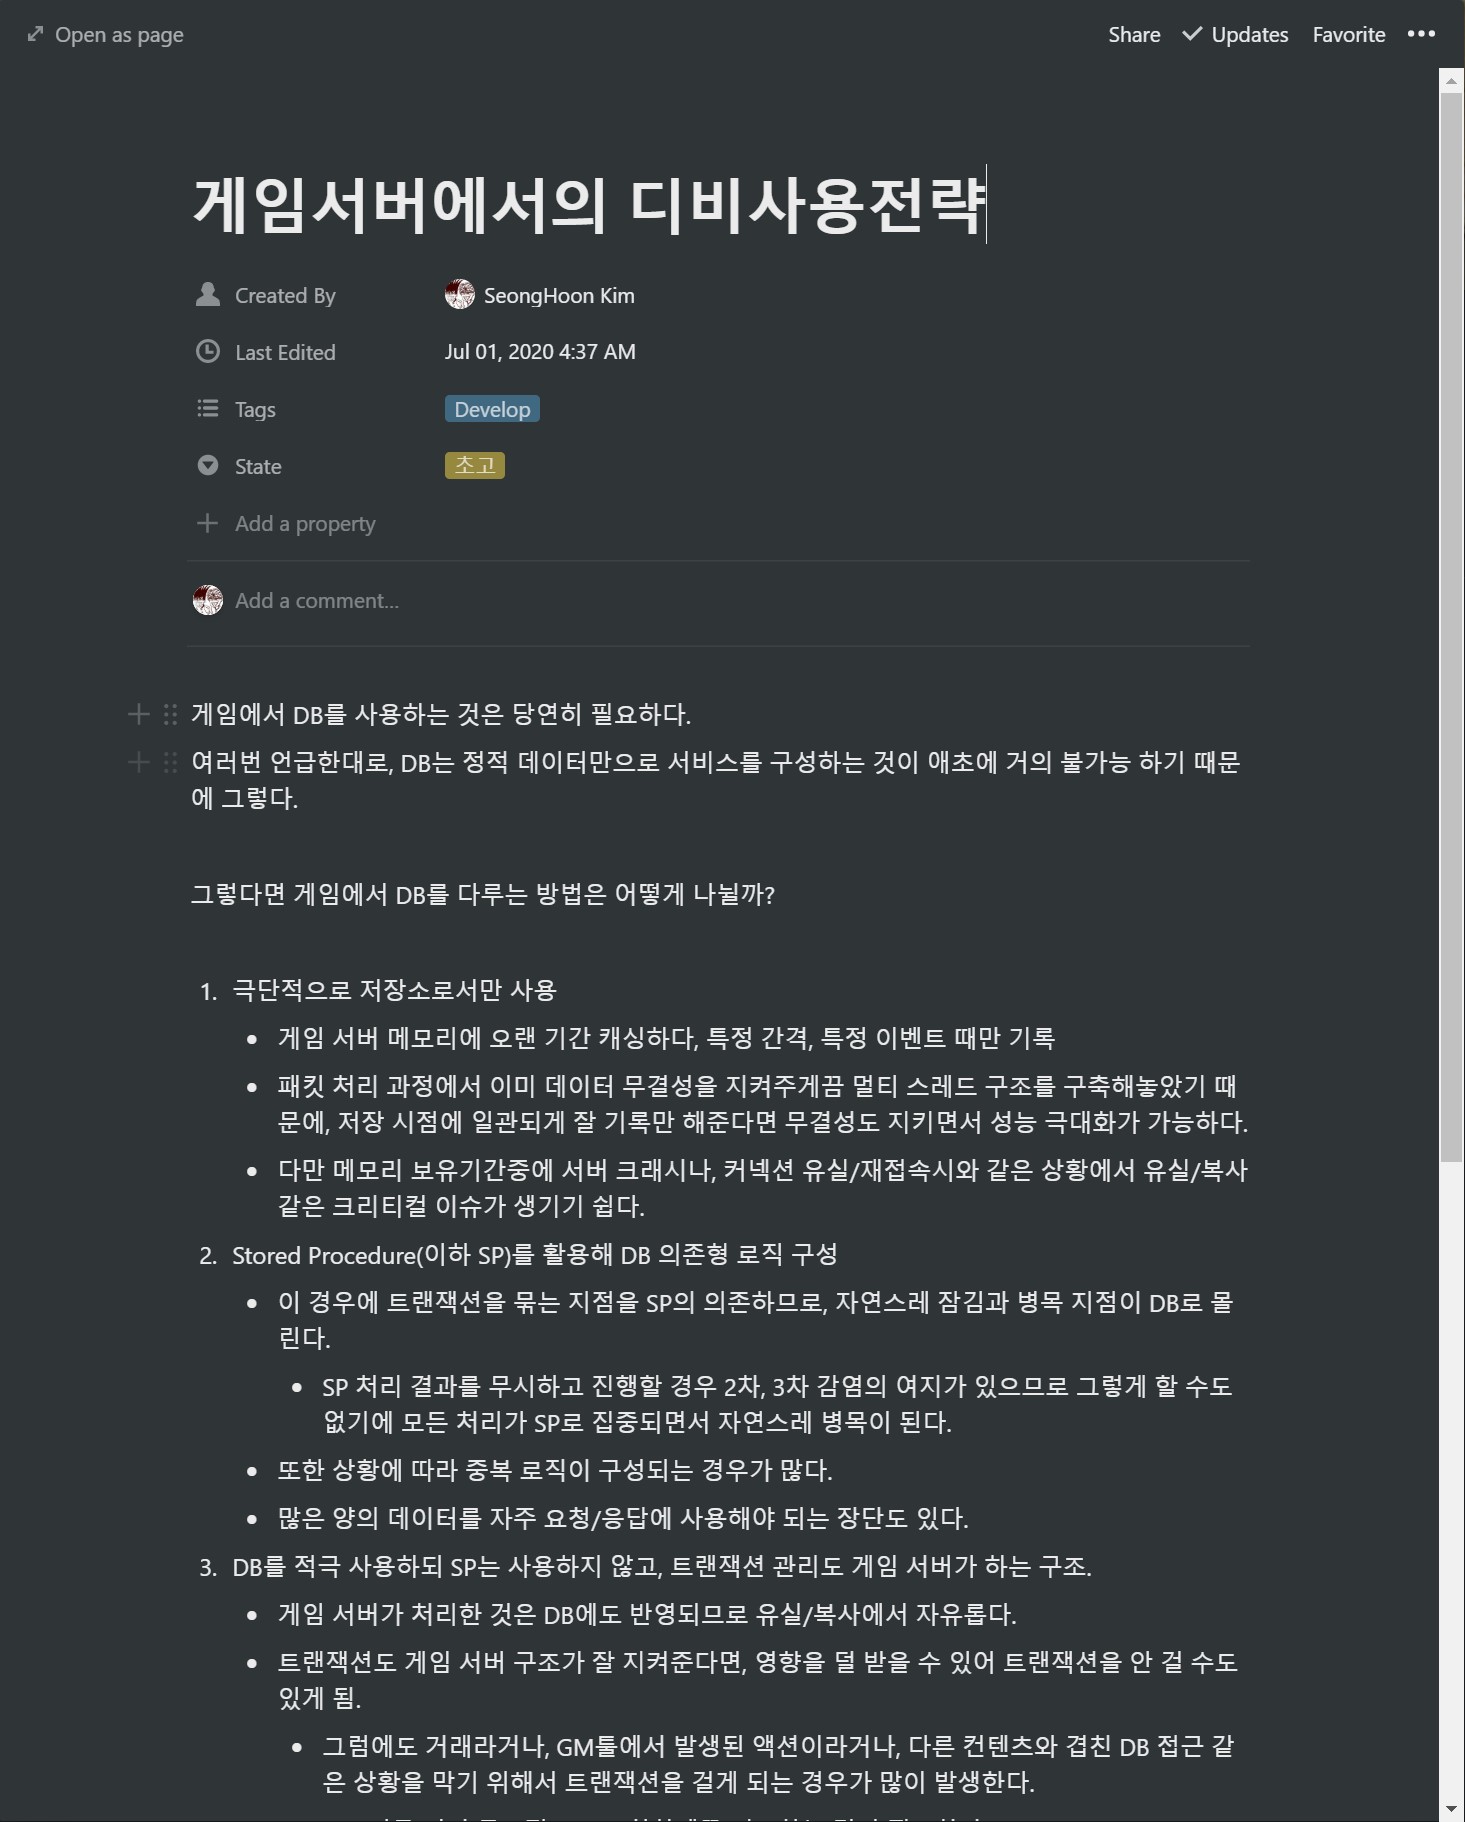 Open as page
Share Updates Favorite
게임서버에서의 디비사용전략
Created By SeongHoon Kim
Last Edited Jul 01, 2020 4:37 AM
Tags Develop
State 초고
Add a property
Add a comment...
게임에서 DB를 사용하는 것은 당연히 필요하다.
여러번 언급한대로, DB는 정적 데이터만으로 서비스를 구성하는 것이 애초에 거의 불가능 하기 때문
에 그렇다.
그렇다면 게임에서 DB를 다루는 방법은 어떻게 나뉠까?
1. 극단적으로 저장소로서만 사용
• 게임 서버 메모리에 오랜 기간 캐싱하다, 특정 간격, 특정 이벤트 때만 기록
• 패킷 처리 과정에서 이미 데이터 무결성을 지켜주게끔 멀티 스레드 구조를 구축해놓았기 때
문에, 저장 시점에 일관되게 잘 기록만 해준다면 무결성도 지키면서 성능 극대화가 가능하다.
• 다만 메모리 보유기간중에 서버 크래시나, 커넥션 유실/재접속시와 같은 상황에서 유실/복사
같은 크리티컬 이슈가 생기기 쉽다.
2. Stored Procedure(이하 SP)를 활용해 DB 의존형 로직 구성
• 이 경우에 트랜잭션을 묶는 지점을 SP의 의존하므로, 자연스레 잠김과 병목 지점이 DB로 몰
린다.
• SP 처리 결과를 무시하고 진행할 경우 2차, 3차 감염의 여지가 있으므로 그렇게 할 수도
없기에 모든 처리가 SP로 집중되면서 자연스레 병목이 된다.
• 또한 상황에 따라 중복 로직이 구성되는 경우가 많다.
• 많은 양의 데이터를 자주 요청/응답에 사용해야 되는 장단도 있다.
3. DB를 적극 사용하되 SP는 사용하지 않고, 트랜잭션 관리도 게임 서버가 하는 구조.
• 게임 서버가 처리한 것은 DB에도 반영되므로 유실/복사에서 자유롭다.
• 트랜잭션도 게임 서버 구조가 잘 지켜준다면, 영향을 덜 받을 수 있어 트랜잭션을 안 걸 수도
있게 됨.
• 그럼에도 거래라거나, GM툴에서 발생된 액션이라거나, 다른 컨텐츠와 겹친 DB 접근 같
은 상황을 막기 위해서 트랜잭션을 걸게 되는 경우가 많이 발생한다.